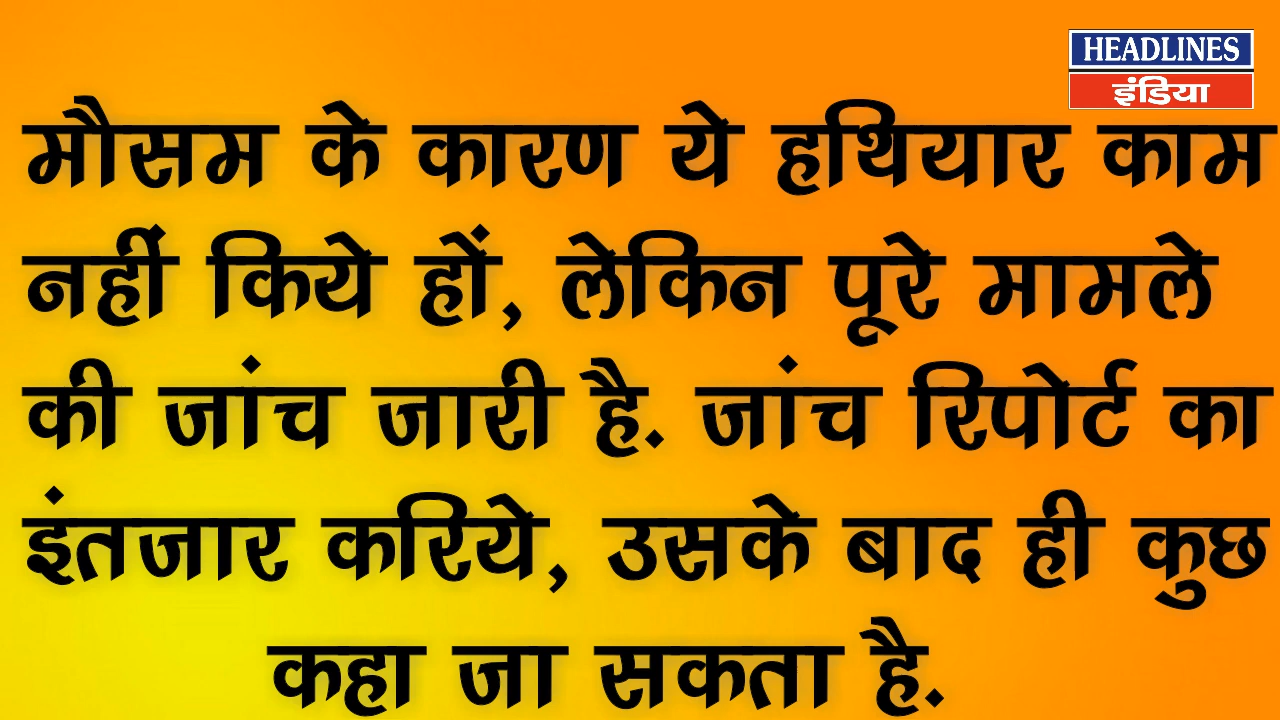 HEADLINES
इंडिया
मौसम के कारण ये हथियार काम
नहीं किये हों, लेकिन पूरे मामले
की जांच जारी है. जांच रिपोर्ट का
इंतजार करिये, उसके बाद ही कुछ
कहा जा सकता है.